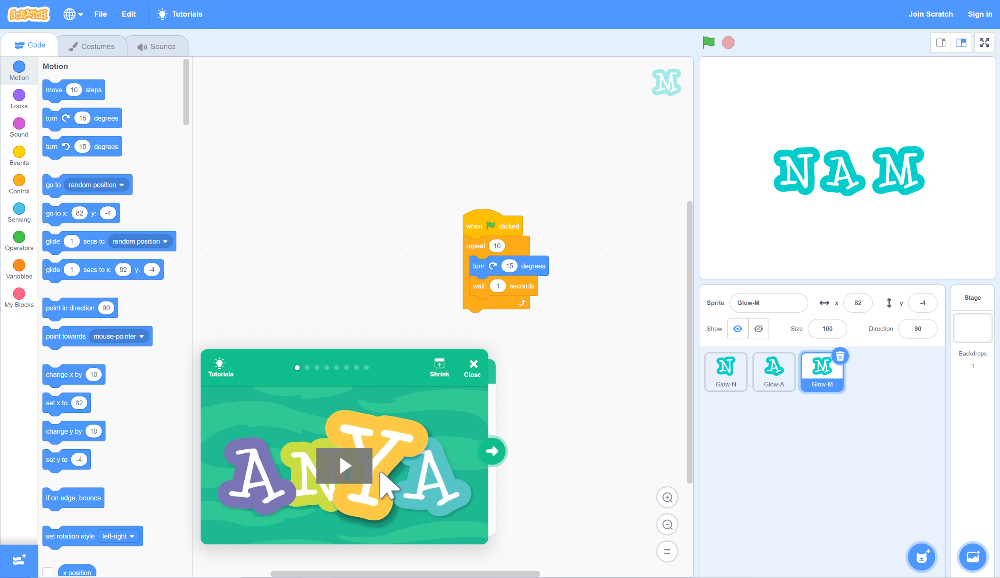 SCRATCH File Edit Tutorials Join Scratch Sign in
Code Costumes Sounds
Motion
Looks
Sound
Events
Control
Sensing
Operators
Variables
My Blocks
Motion
move 10 steps
turn 15 degrees
turn 15 degrees
go to random position
go to x: 82 y: -4
glide 1 secs to random position
glide 1 secs to x: 82 y: -4
point in direction 90
point towards mouse-pointer
change x by 10
set x to 82
change y by 10
set y to -4
if on edge, bounce
set rotation style left-right
x position
M
when clicked
repeat 10
turn 15 degrees
wait 1 seconds
Tutorials Shrink Close
ANYA
NAM
Sprite Glow-M x 82 y -4
Show Size 100 Direction 90
N A M
Glow-N Glow-A Glow-M
Stage
Backdrops
1